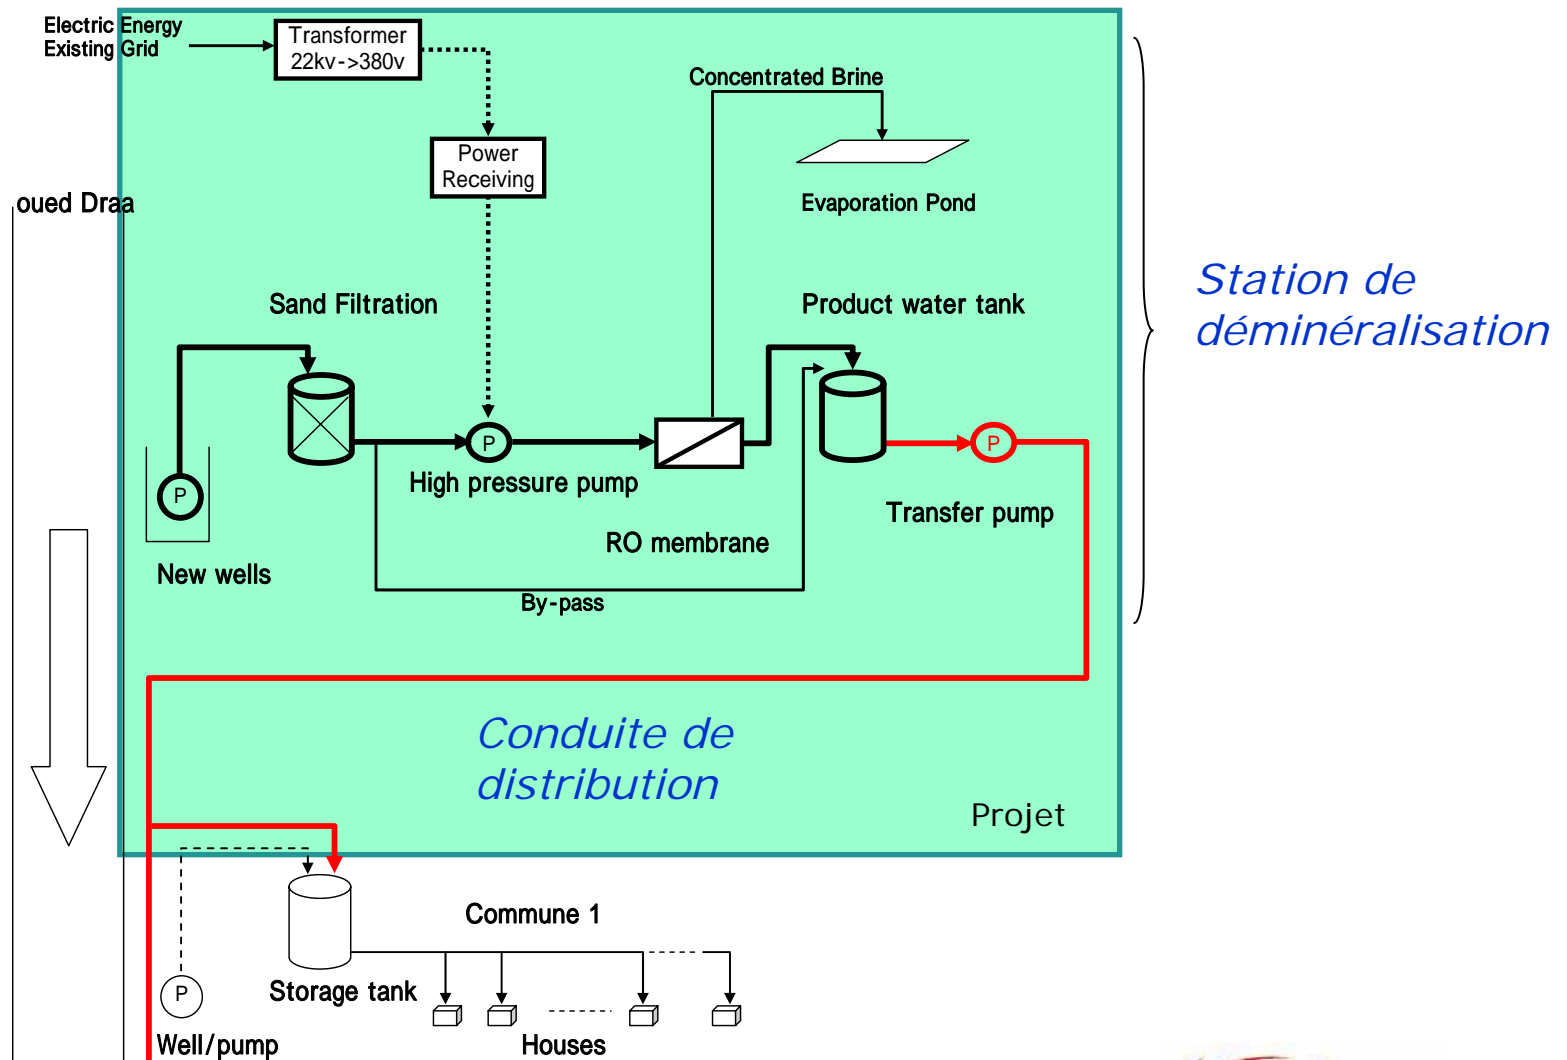 Electric Energy
Existing Grid
Transformer
22kv->380v
Concentrated Brine
Power
Receiving
oued Draa
Evaporation Pond
Station de
déminéralisation
Sand Filtration
Product water tank
P
P
High pressure pump
P
Transfer pump
RO membrane
New wells
By-pass
Conduite de
distribution
Projet
Commune 1
P
Storage tank
Well/pump
Houses